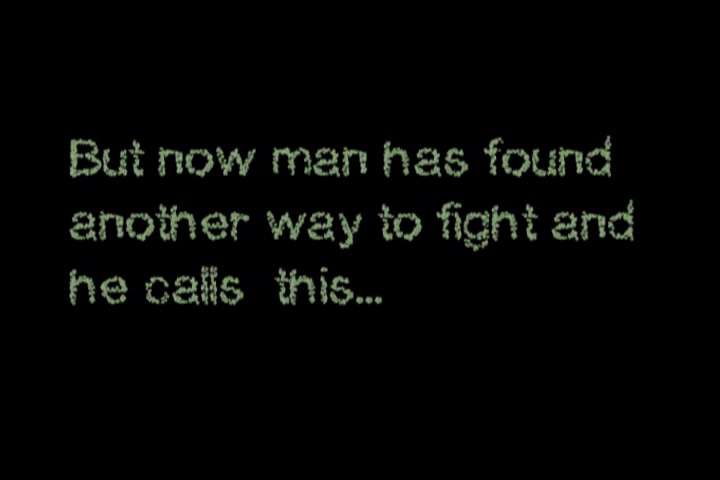 But now man has found
another way to fight and
he calls  this...